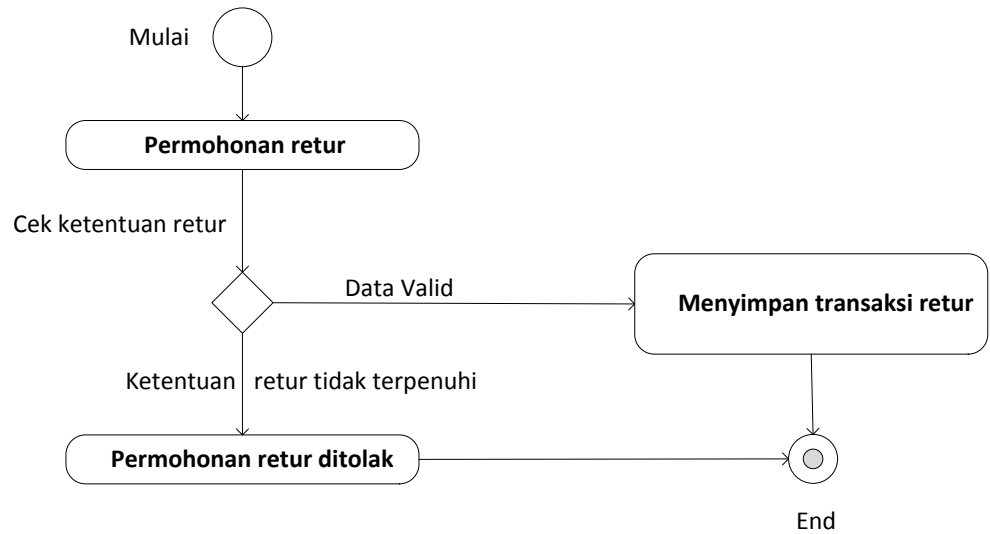 Mulai
Permohonan retur
Cek ketentuan retur
Data Valid
Menyimpan transaksi retur
Ketentuan retur tidak terpenuhi
Permohonan retur ditolak
End